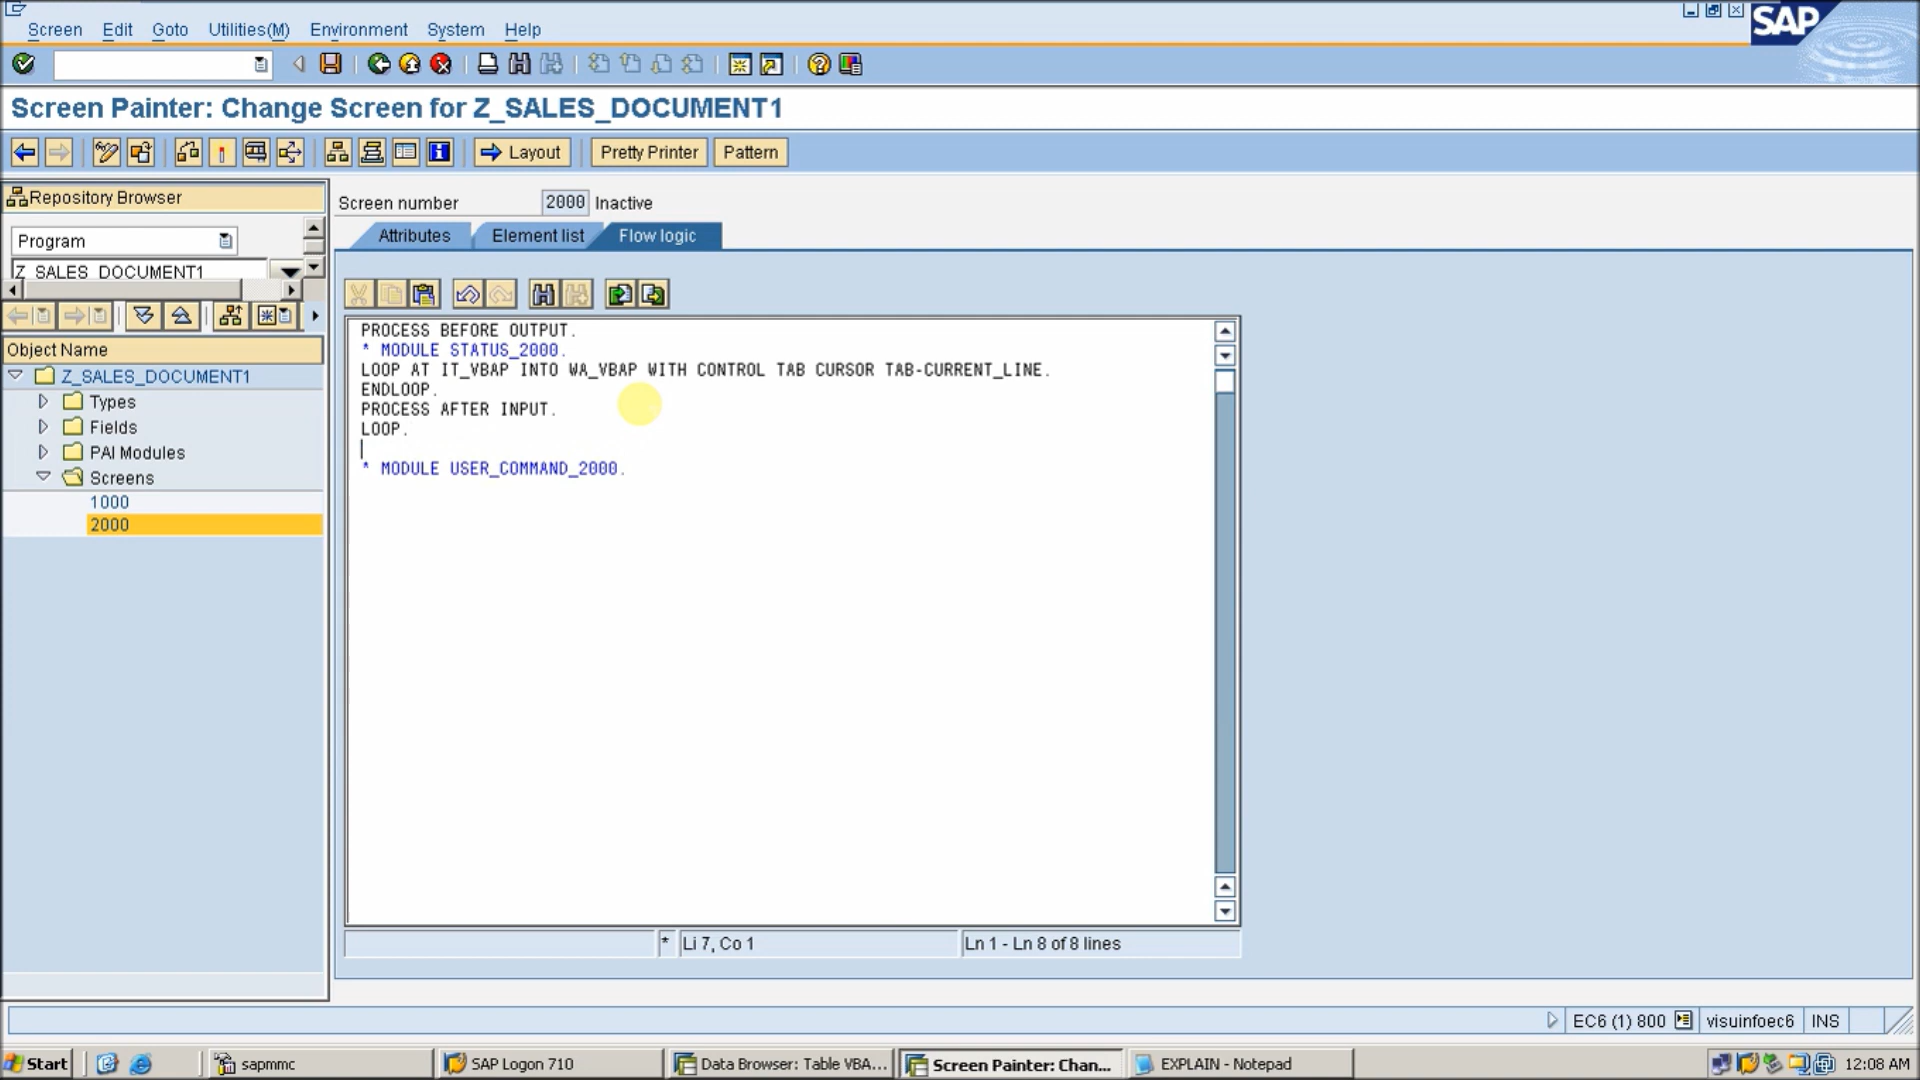 Screen Edit Goto Utilities(M) Environment System Help
SAP
Screen Painter: Change Screen for Z_SALES_DOCUMENT1
Layout Pretty Printer Pattern
Repository Browser
Program
Z_SALES_DOCUMENT1
Object Name
Z_SALES_DOCUMENT1
Types
Fields
PAI Modules
Screens
1000
2000
Screen number 2000 Inactive
Attributes Element list Flow logic
PROCESS BEFORE OUTPUT.
* MODULE STATUS_2000.
LOOP AT IT_VBAP INTO WA_VBAP WITH CONTROL TAB CURSOR TAB-CURRENT_LINE.
ENDLOOP.
PROCESS AFTER INPUT.
LOOP.
* MODULE USER_COMMAND_2000.
* Li 7, Co 1 Ln 1 - Ln 8 of 8 lines
EC6 (1) 800 visuinfoec6 INS
Start sapmmc SAP Logon 710 Data Browser: Table VBA... Screen Painter: Chan... EXPLAIN - Notepad 12:08 AM